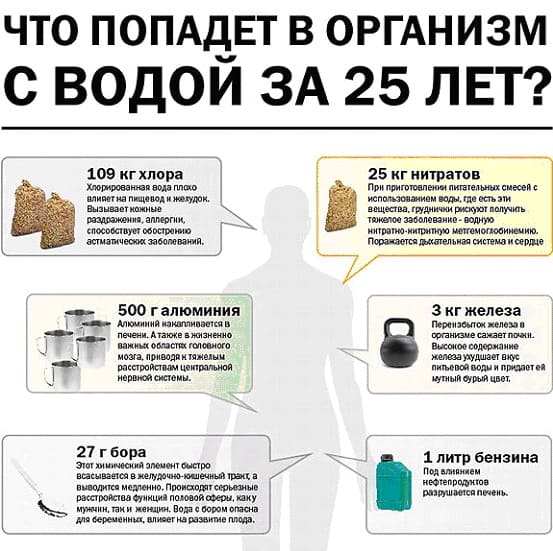 ЧТО ПОПАДЕТ В ОРГАНИЗМ
С ВОДОЙ ЗА 25 ЛЕТ?
109 кг хлора
Хлорированная вода плохо
влияет на пищевод и желудок.
Вызывает кожные
раздражения, аллергии,
способствует обострению
астматических заболеваний.
25 кг нитратов
При приготовлении питательных смесей с
использованием воды, где есть эти
вещества, груднички рискуют получить
тяжелое заболевание - водную
нитратно-нитритную метгемоглобинемию.
Поражается дыхательная система и сердце
500 г алюминия
Алюминий накапливается в
печени. А также в жизненно
важных областях головного
мозга, приводя к тяжелым
расстройствам центральной
нервной системы.
3 кг железа
Переизбыток железа в
организме сажает почки.
Высокое содержание
железа ухудшает вкус
питьевой воды и придает ей
мутный бурый цвет.
27 г бора
Этот химический элемент быстро
всасывается в желудочно-кишечный тракт, а
выводится медленно. Происходят серьезные
расстройства функций половой сферы, как у
мужчин, так и женщин. Вода с бором опасна
для беременных, влияет на развитие плода.
1 литр бензина
Под влиянием
нефтепродуктов
разрушается печень.